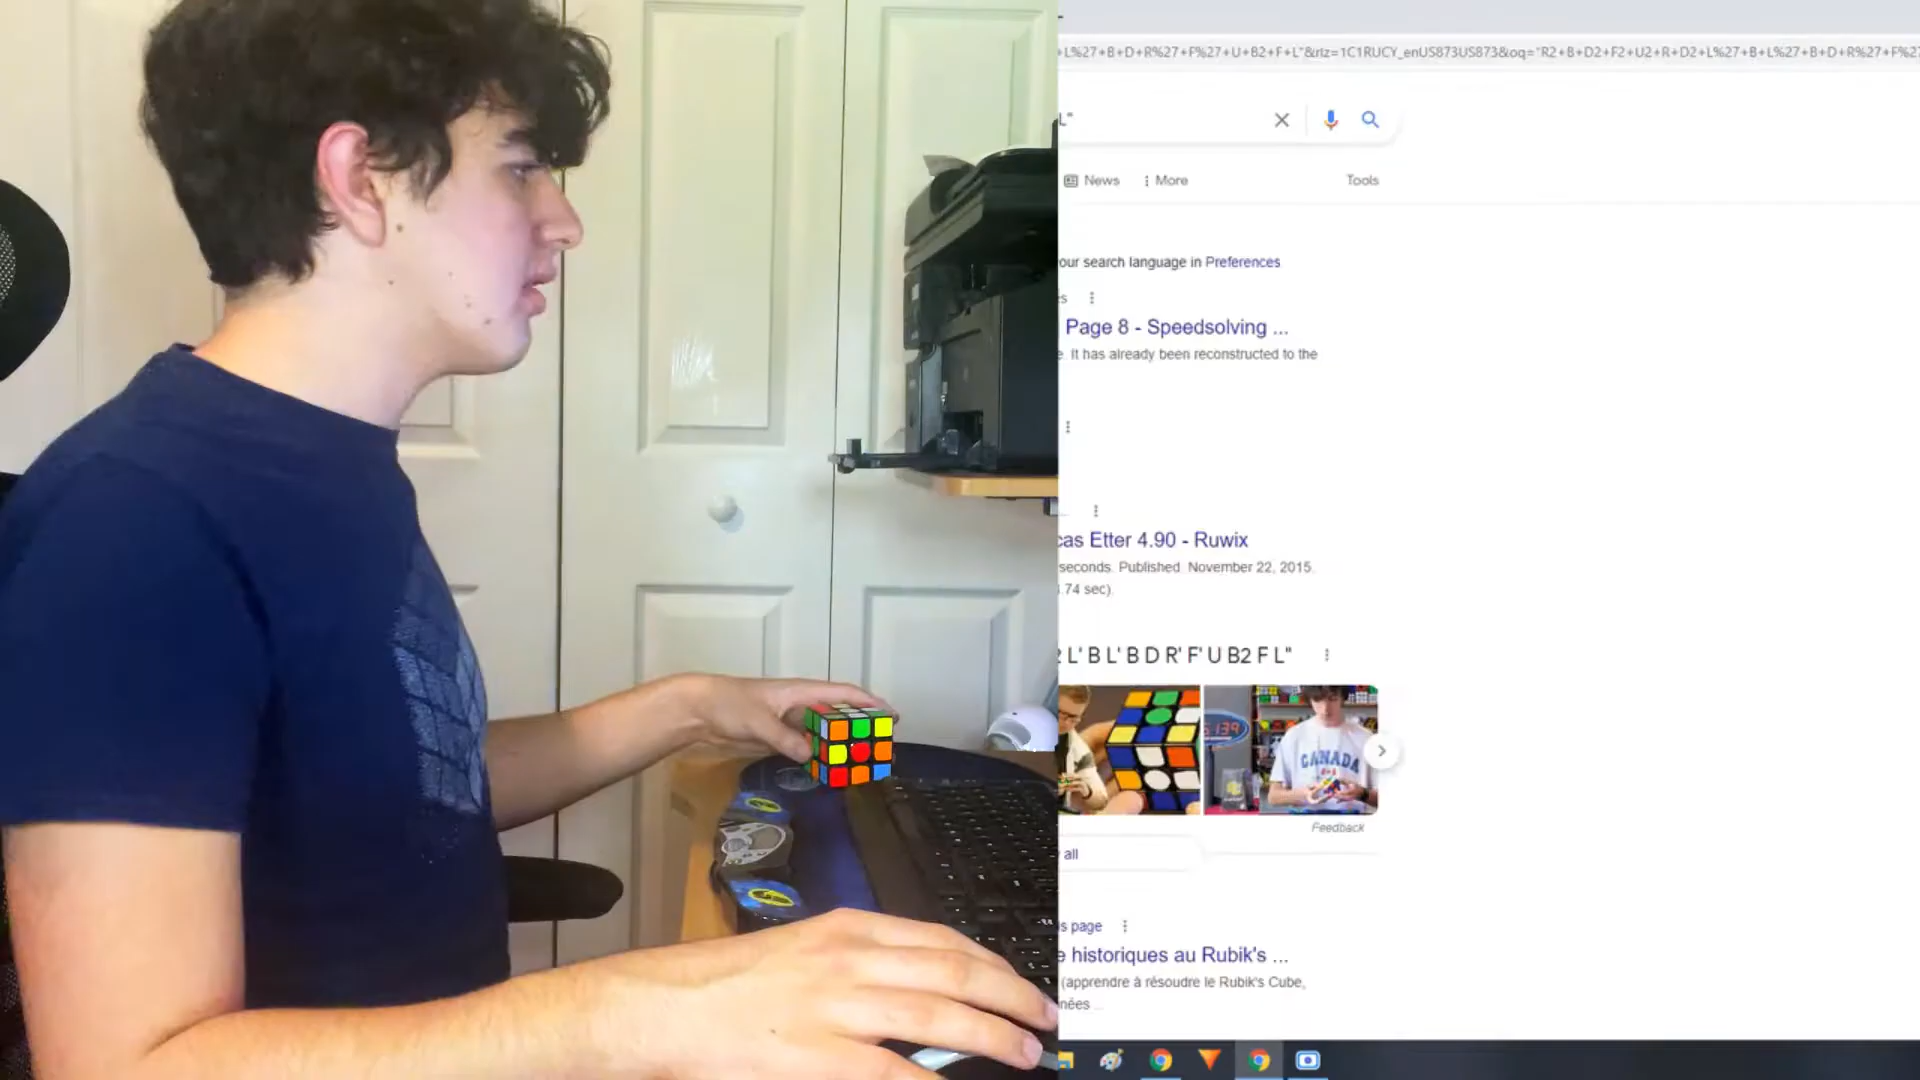 L%27+B+D+R%27+F%27+U+B2+F+L"&rlz=1C1RUCY_enUS873US873&oq="R2+B+D2+F2+U2+R+D2+L%27+B+L%27+B+D+R%27+F%27
L"
News
More
Tools
our search language in Preferences
Page 8 - Speedsolving ...
It has already been reconstructed to the
Etter 4.90 - Ruwix
seconds. Published November 22, 2015.
74 sec).
L' B L' B D R' F' U B2 F L"
CANADA
Feedback
all
page
historiques au Rubik's ...
(apprendre à résoudre le Rubik's Cube,